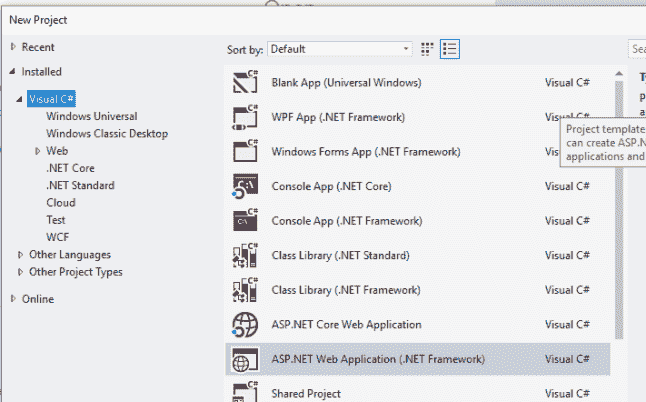 New Project
Recent
Installed
Visual C#
Windows Universal
Windows Classic Desktop
Web
.NET Core
.NET Standard
Cloud
Test
WCF
Other Languages
Other Project Types
Online
Sort by: Default
Blank App (Universal Windows) Visual C#
WPF App (.NET Framework) Visual C#
Windows Forms App (.NET Framework) Visual C#
Console App (.NET Core) Visual C#
Console App (.NET Framework) Visual C#
Class Library (.NET Standard) Visual C#
Class Library (.NET Framework) Visual C#
ASP.NET Core Web Application Visual C#
ASP.NET Web Application (.NET Framework) Visual C#
Shared Project Visual C#
Sea
Project template
can create ASP.N
applications and